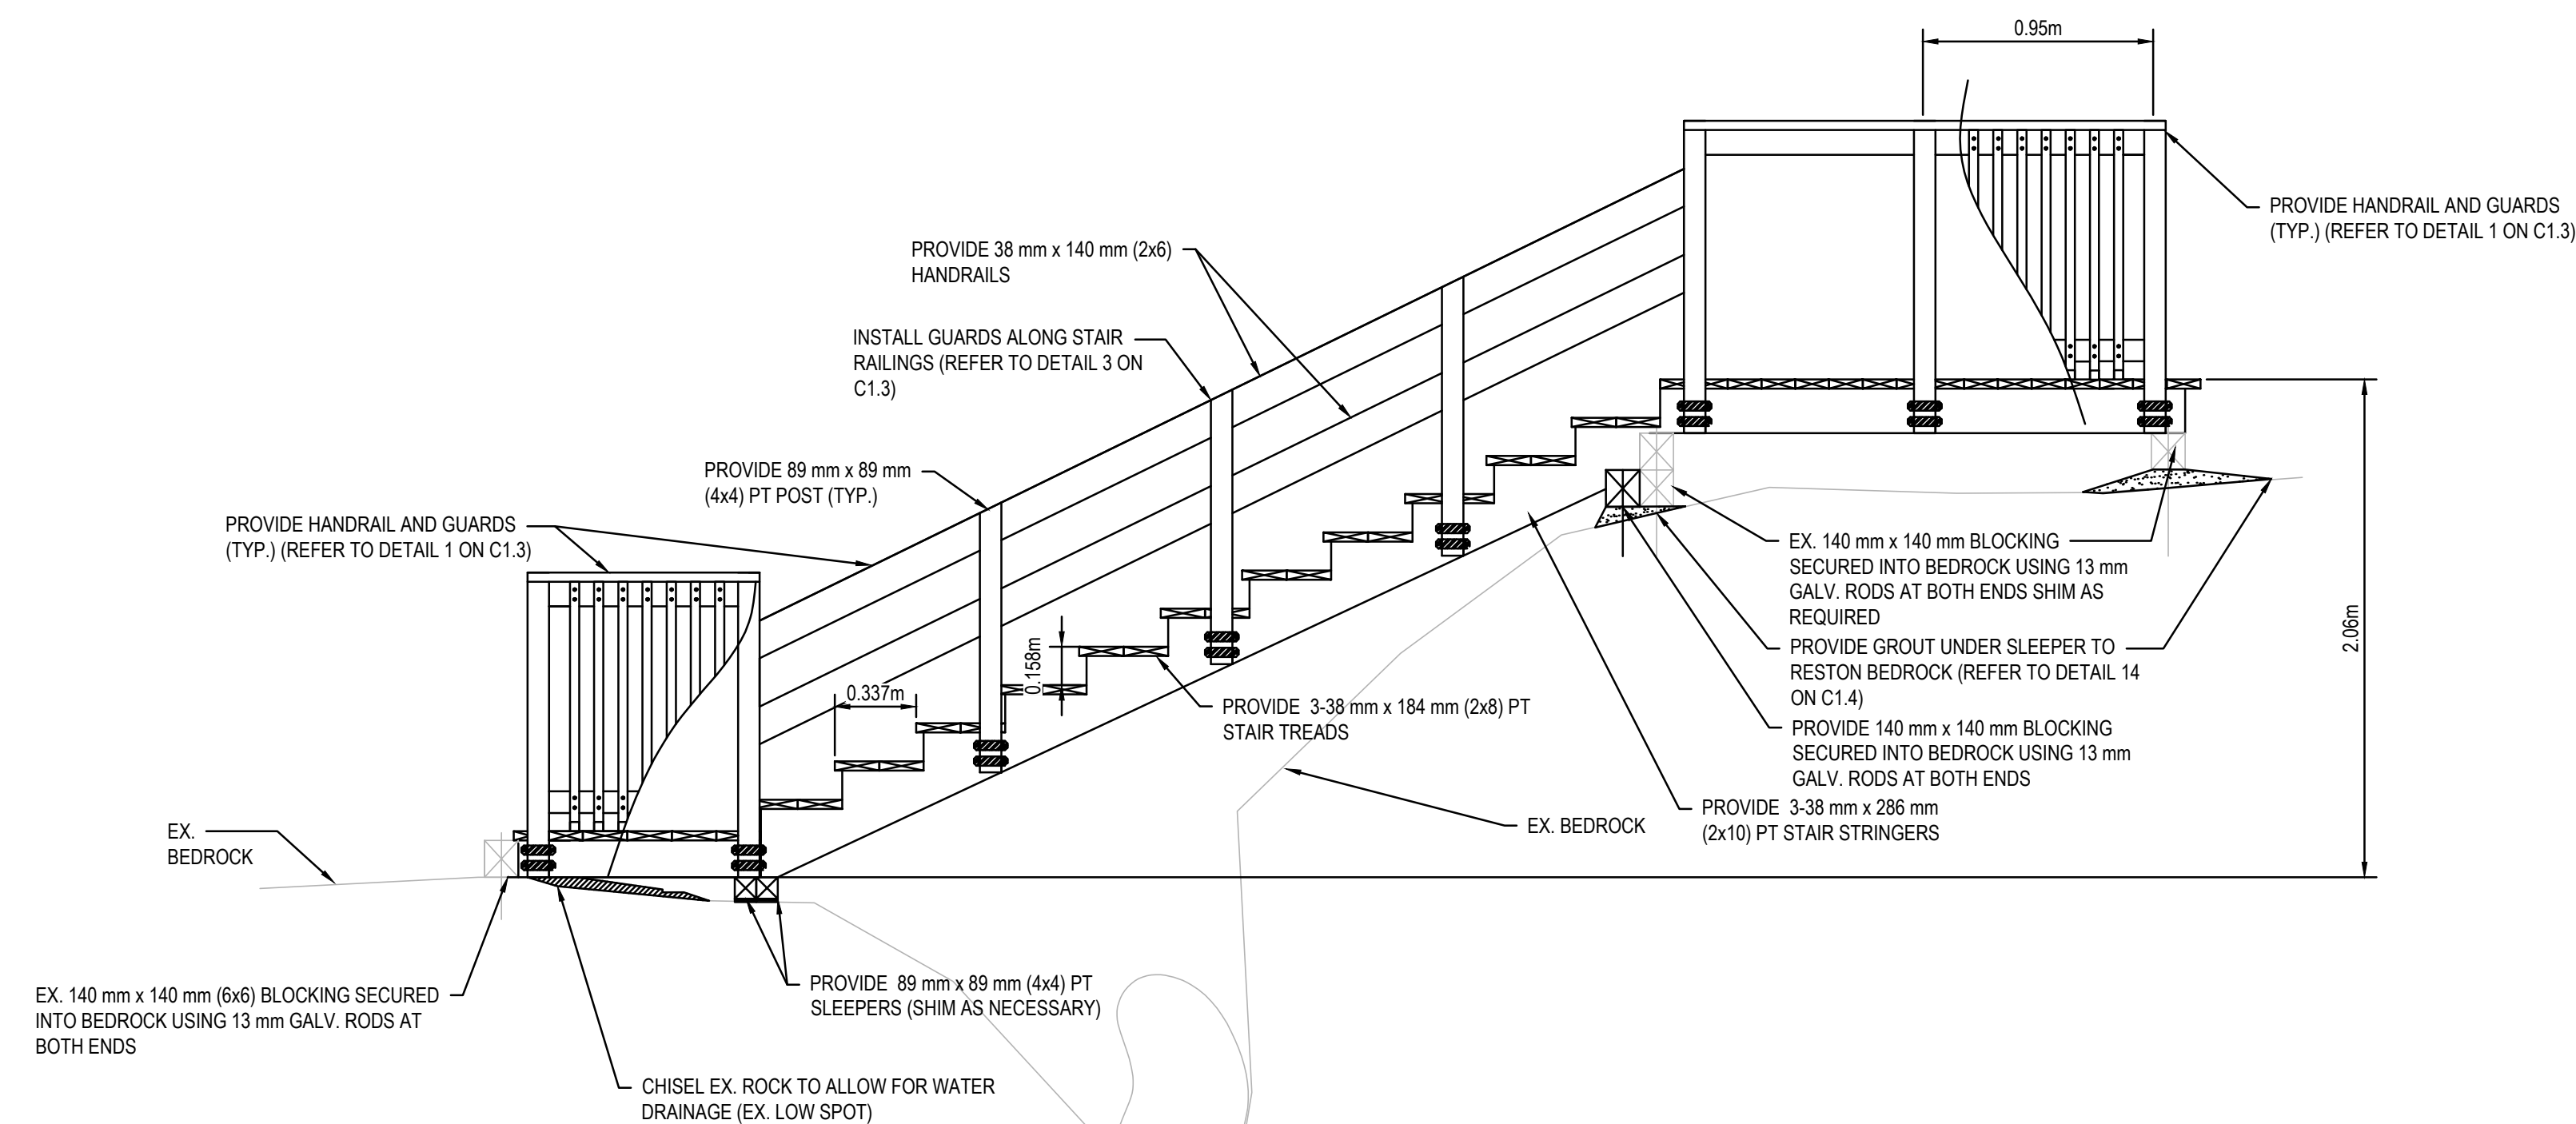 0.95m
PROVIDE HANDRAIL AND GUARDS
(TYP.) (REFER TO DETAIL 1 ON C1.3)
PROVIDE 38 mm x 140 mm (2x6)
HANDRAILS
INSTALL GUARDS ALONG STAIR
RAILINGS (REFER TO DETAIL 3 ON
C1.3)
PROVIDE 89 mm x 89 mm
(4x4) PT POST (TYP.)
PROVIDE HANDRAIL AND GUARDS
(TYP.) (REFER TO DETAIL 1 ON C1.3)
EX. 140 mm x 140 mm BLOCKING
SECURED INTO BEDROCK USING 13 mm
GALV. RODS AT BOTH ENDS SHIM AS
REQUIRED
2.06m
PROVIDE GROUT UNDER SLEEPER TO
RESTON BEDROCK (REFER TO DETAIL 14
ON C1.4)
0.158m
0.337m
PROVIDE 3-38 mm x 184 mm (2x8) PT
STAIR TREADS
PROVIDE 140 mm x 140 mm BLOCKING
SECURED INTO BEDROCK USING 13 mm
GALV. RODS AT BOTH ENDS
PROVIDE 3-38 mm x 286 mm
(2x10) PT STAIR STRINGERS
EX. BEDROCK
EX.
BEDROCK
PROVIDE 89 mm x 89 mm (4x4) PT
SLEEPERS (SHIM AS NECESSARY)
EX. 140 mm x 140 mm (6x6) BLOCKING SECURED
INTO BEDROCK USING 13 mm GALV. RODS AT
BOTH ENDS
CHISEL EX. ROCK TO ALLOW FOR WATER
DRAINAGE (EX. LOW SPOT)